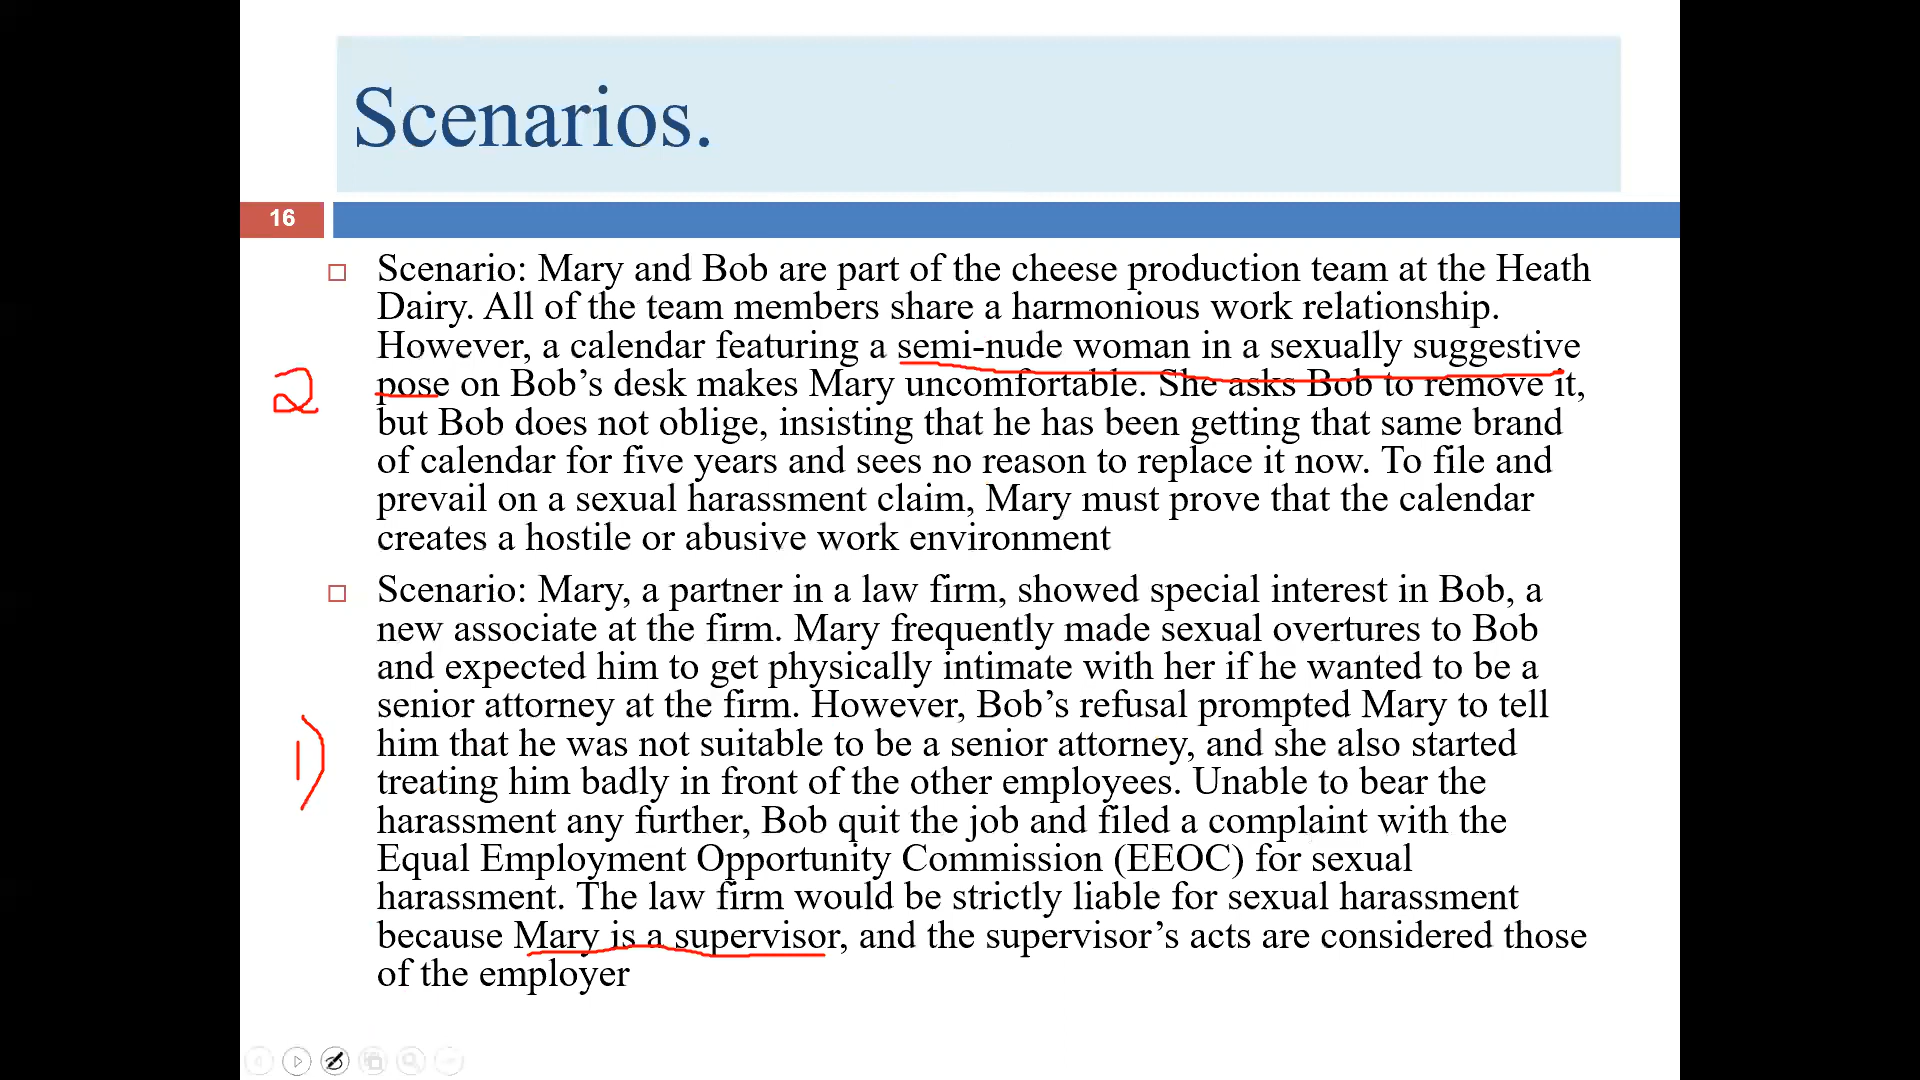 Scenarios.
16
Scenario: Mary and Bob are part of the cheese production team at the Heath
Dairy. All of the team members share a harmonious work relationship.
However, a calendar featuring a semi-nude woman in a sexually suggestive
pose on Bob's desk makes Mary uncomfortable. She asks Bob to remove it,
but Bob does not oblige, insisting that he has been getting that same brand
of calendar for five years and sees no reason to replace it now. To file and
prevail on a sexual harassment claim, Mary must prove that the calendar
creates a hostile or abusive work environment
2
Scenario: Mary, a partner in a law firm, showed special interest in Bob, a
new associate at the firm. Mary frequently made sexual overtures to Bob
and expected him to get physically intimate with her if he wanted to be a
senior attorney at the firm. However, Bob's refusal prompted Mary to tell
him that he was not suitable to be a senior attorney, and she also started
treating him badly in front of the other employees. Unable to bear the
harassment any further, Bob quit the job and filed a complaint with the
Equal Employment Opportunity Commission (EEOC) for sexual
harassment. The law firm would be strictly liable for sexual harassment
because Mary is a supervisor, and the supervisor's acts are considered those
of the employer
1)